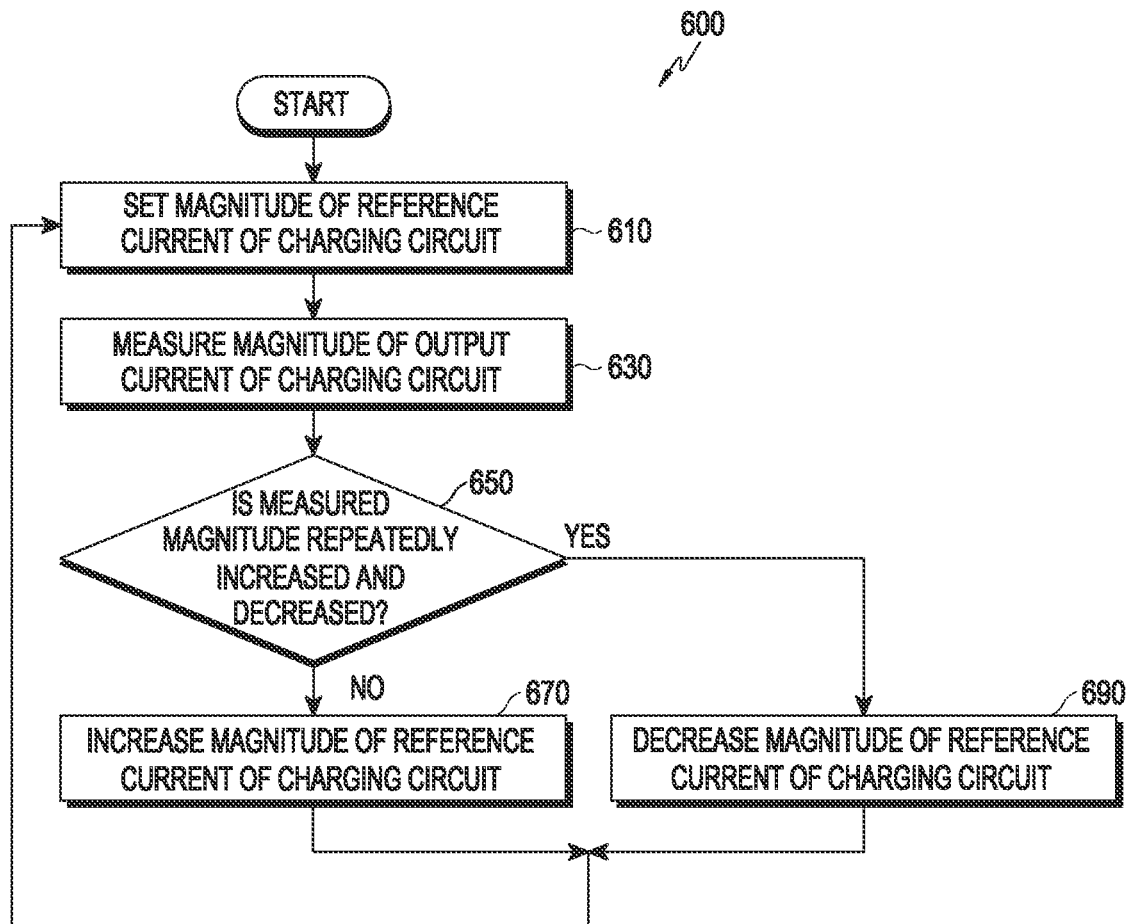 600
START
SET MAGNITUDE OF REFERENCE
CURRENT OF CHARGING CIRCUIT
610
MEASURE MAGNITUDE OF OUTPUT
CURRENT OF CHARGING CIRCUIT
630
650
IS MEASURED
MAGNITUDE REPEATEDLY
INCREASED AND
DECREASED?
YES
NO
670
INCREASE MAGNITUDE OF REFERENCE
CURRENT OF CHARGING CIRCUIT
690
DECREASE MAGNITUDE OF REFERENCE
CURRENT OF CHARGING CIRCUIT